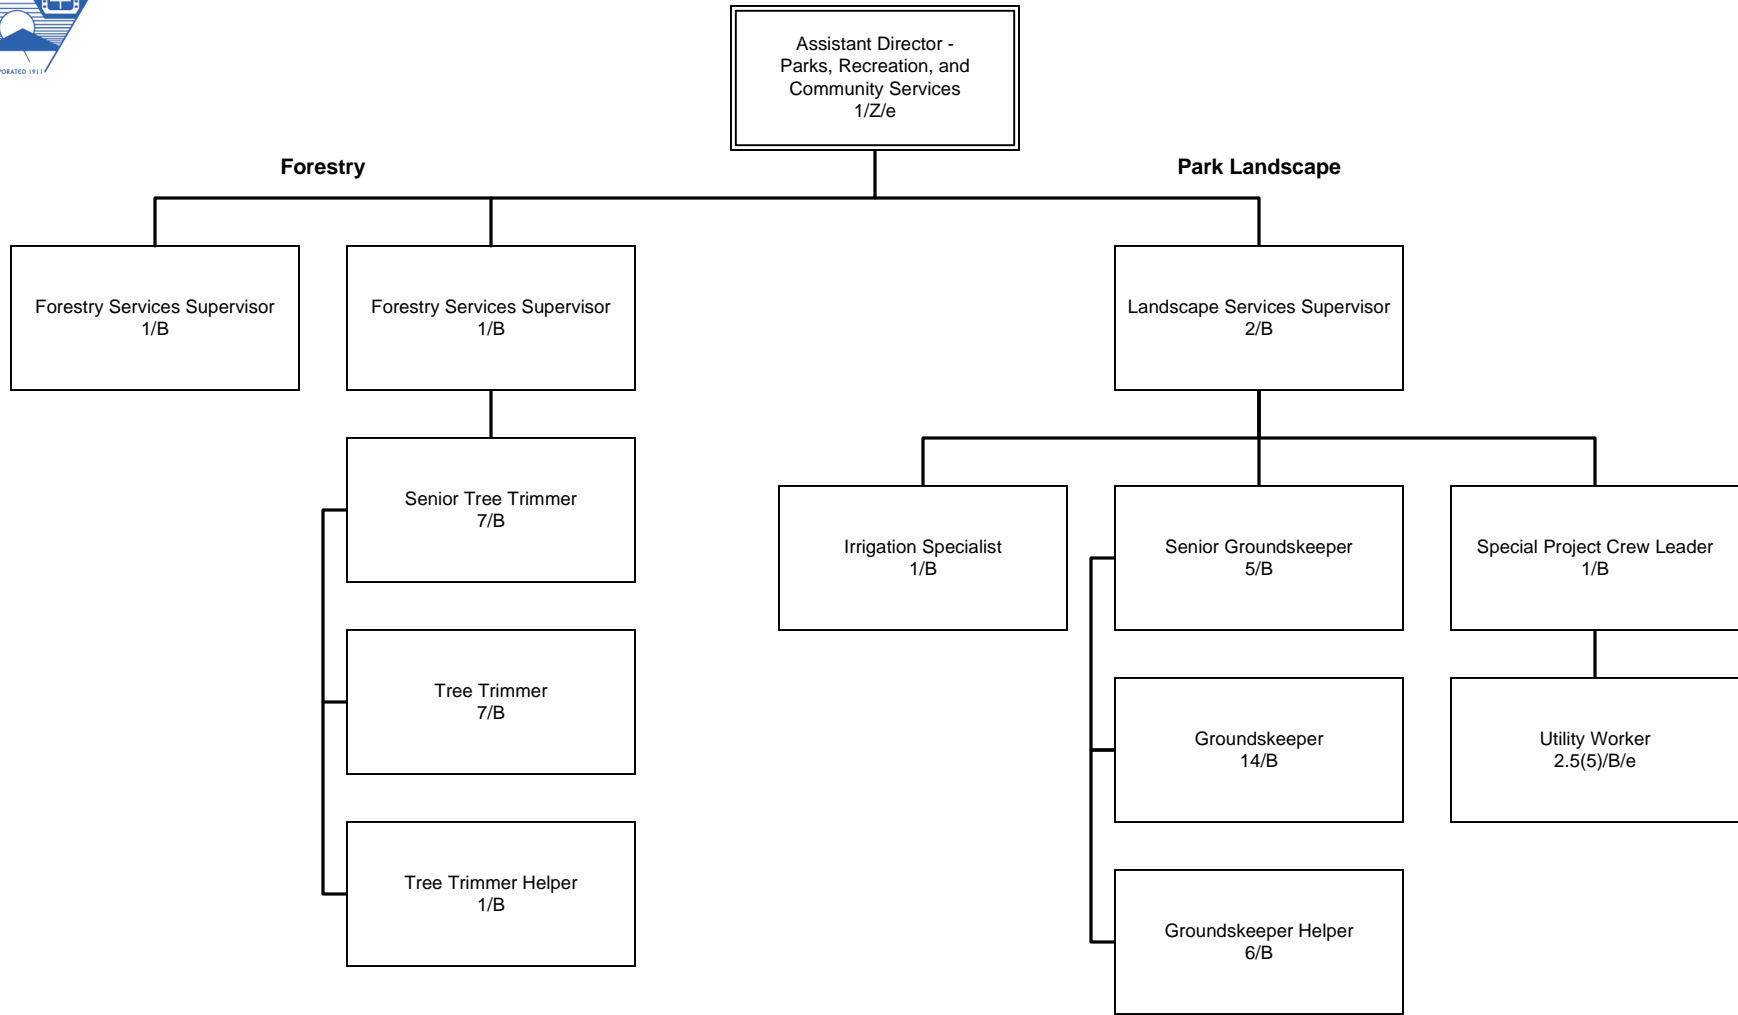 PORATED 1911
Assistant Director -
Parks, Recreation, and
Community Services
1/Z/e
Forestry
Park Landscape
Forestry Services Supervisor
1/B
Forestry Services Supervisor
1/B
Landscape Services Supervisor
2/B
Senior Tree Trimmer
7/B
Irrigation Specialist
1/B
Senior Groundskeeper
5/B
Special Project Crew Leader
1/B
Tree Trimmer
7/B
Groundskeeper
14/B
Utility Worker
2.5(5)/B/e
Tree Trimmer Helper
1/B
Groundskeeper Helper
6/B